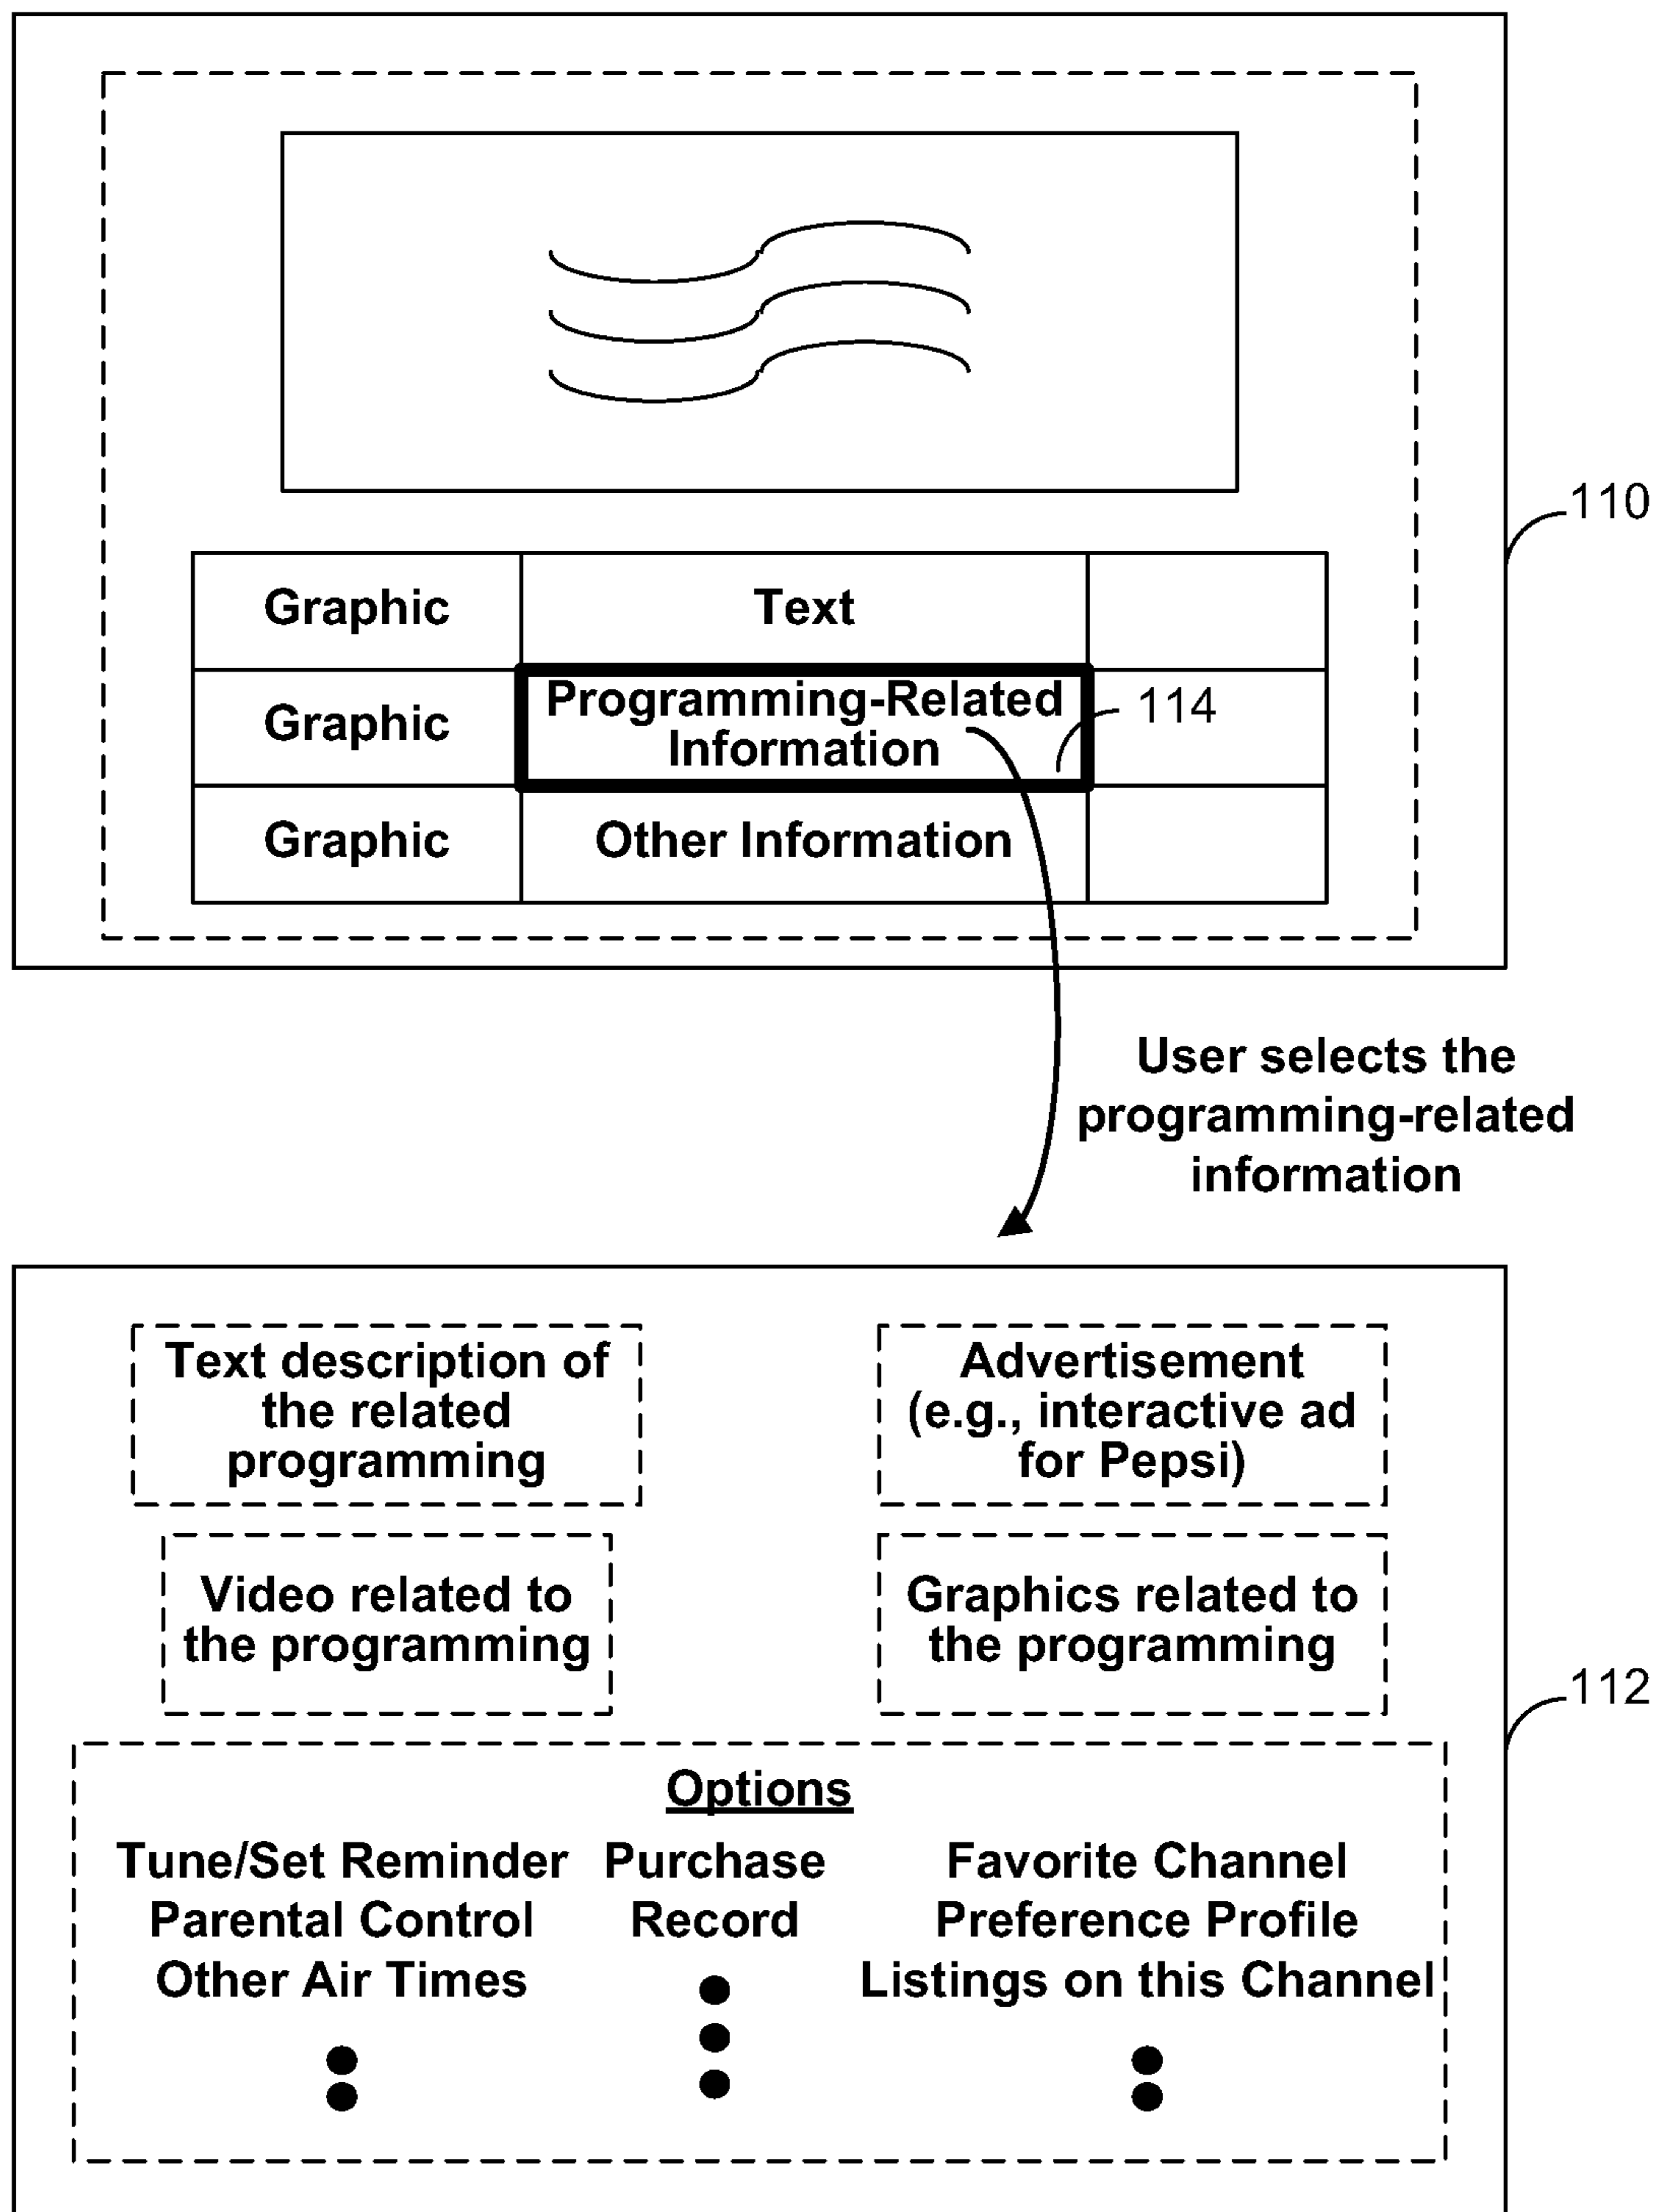 110
Graphic
Text
Graphic
Programming-Related
Information
114
Graphic
Other Information
User selects the
programming-related
information
Text description of
the related
programming
Advertisement
(e.g., interactive ad
for Pepsi)
Video related to
the programming
Graphics related to
the programming
112
Options
Tune/Set Reminder
Parental Control
Other Air Times
Purchase
Record
Favorite Channel
Preference Profile
Listings on this Channel